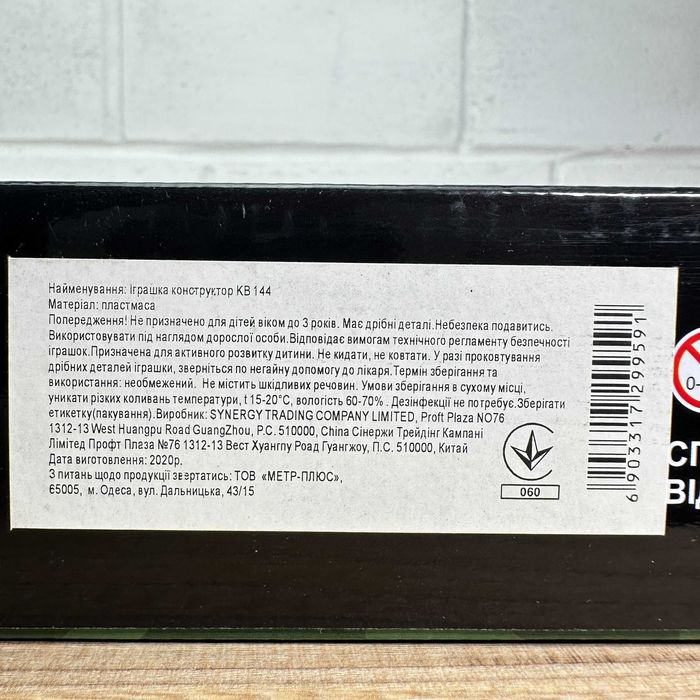 Найменування: Іграшка конструктор KB 144
Матеріал: пластмаса
Попередження! Не призначено для дітей віком до 3 років. Має дрібні деталі.Небезпека подавитись.
Використовувати під наглядом дорослої особи.Відповідає вимогам технічного регламенту безпечності
іграшок.Призначена для активного розвитку дитини. Не кидати, не ковтати. У разі проковтування
дрібних деталей іграшки, зверніться по негайну допомогу до лікаря.Термін зберігання та
використання: необмежений. Не містить шкідливих речовин. Умови зберігання в сухому місці,
уникати різких коливань температури, t 15-20°C, вологість 60-70% . Дезінфекції не потребує.Зберігати
етикетку(пакування).Виробник: SYNERGY TRADING COMPANY LIMITED, Proft Plaza NO76
1312-13 West Huangpu Road GuangZhou, P.C. 510000, China Сінержи Трейдінг Кампані
Лімітед Профт Плаза №76 1312-13 Вест Хуангпу Роад Гуангжоу, П.С. 510000, Китай
Дата виготовлення: 2020р.
З питань щодо продукції звертатись: ТОВ «МЕТР-ПЛЮС»,
65005, м. Одеса, вул. Дальницька, 43/15
060
6903317299591
0-
СП
ВІД